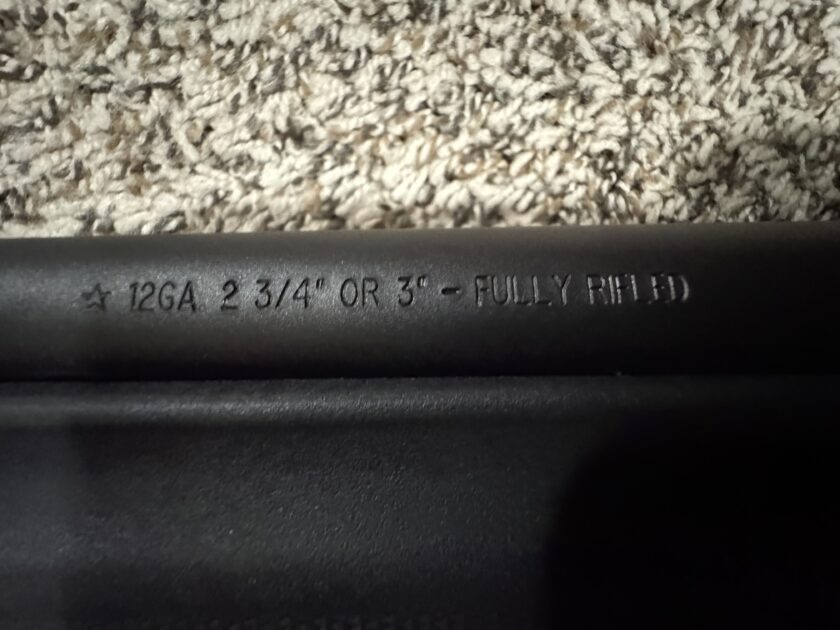 ☆ 12GA 2 3/4" OR 3" - FULLY RIFLED